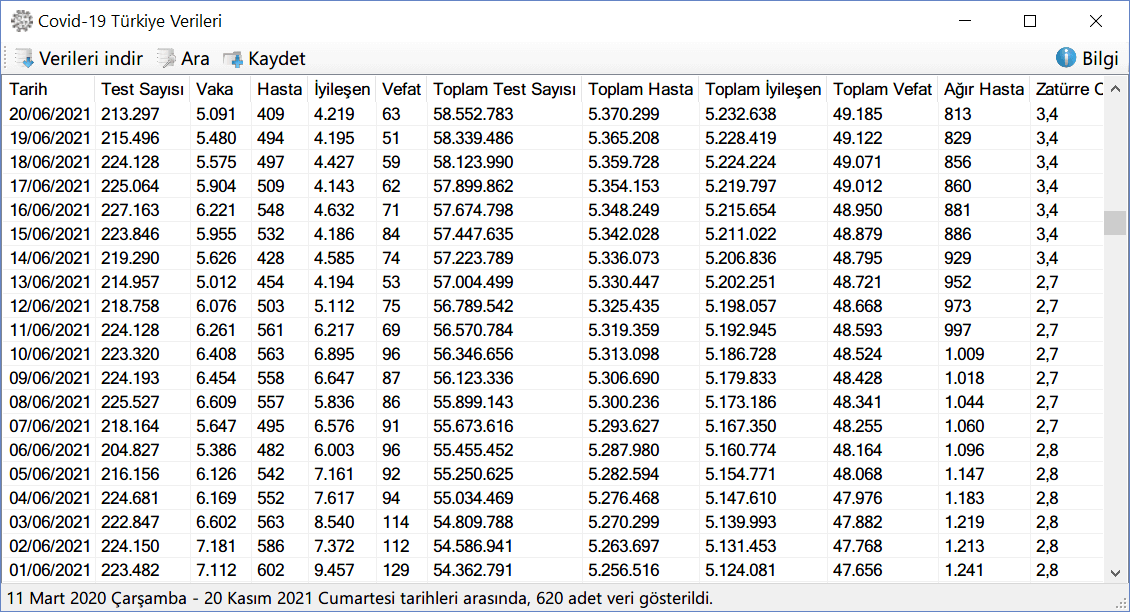 Covid-19 Türkiye Verileri
Verileri indir Ara Kaydet Bilgi
Tarih Test Sayısı Vaka Hasta İyileşen Vefat Toplam Test Sayısı Toplam Hasta Toplam İyileşen Toplam Vefat Ağır Hasta Zatürre
20/06/2021 213.297 5.091 409 4.219 63 58.552.783 5.370.299 5.232.638 49.185 813 3,4
19/06/2021 215.496 5.480 494 4.195 51 58.339.486 5.365.208 5.228.419 49.122 829 3,4
18/06/2021 224.128 5.575 497 4.427 59 58.123.990 5.359.728 5.224.224 49.071 856 3,4
17/06/2021 225.064 5.904 509 4.143 62 57.899.862 5.354.153 5.219.797 49.012 860 3,4
16/06/2021 227.163 6.221 548 4.632 71 57.674.798 5.348.249 5.215.654 48.950 881 3,4
15/06/2021 223.846 5.955 532 4.186 84 57.447.635 5.342.028 5.211.022 48.879 886 3,4
14/06/2021 219.290 5.626 428 4.585 74 57.223.789 5.336.073 5.206.836 48.795 929 3,4
13/06/2021 214.957 5.012 454 4.194 53 57.004.499 5.330.447 5.202.251 48.721 952 2,7
12/06/2021 218.758 6.076 503 5.112 75 56.789.542 5.325.435 5.198.057 48.668 973 2,7
11/06/2021 224.128 6.261 561 6.217 69 56.570.784 5.319.359 5.192.945 48.593 997 2,7
10/06/2021 223.320 6.408 563 6.895 96 56.346.656 5.313.098 5.186.728 48.524 1.009 2,7
09/06/2021 224.193 6.454 558 6.647 87 56.123.336 5.306.690 5.179.833 48.428 1.018 2,7
08/06/2021 225.527 6.609 557 5.836 86 55.899.143 5.300.236 5.173.186 48.341 1.044 2,7
07/06/2021 218.164 5.647 495 6.576 91 55.673.616 5.293.627 5.167.350 48.255 1.060 2,7
06/06/2021 204.827 5.386 482 6.003 96 55.455.452 5.287.980 5.160.774 48.164 1.096 2,8
05/06/2021 216.156 6.126 542 7.161 92 55.250.625 5.282.594 5.154.771 48.068 1.147 2,8
04/06/2021 224.681 6.169 552 7.617 94 55.034.469 5.276.468 5.147.610 47.976 1.183 2,8
03/06/2021 222.847 6.602 563 8.540 114 54.809.788 5.270.299 5.139.993 47.882 1.219 2,8
02/06/2021 224.150 7.181 586 7.372 112 54.586.941 5.263.697 5.131.453 47.768 1.213 2,8
01/06/2021 223.482 7.112 602 9.457 129 54.362.791 5.256.516 5.124.081 47.656 1.241 2,8
11 Mart 2020 Çarşamba - 20 Kasım 2021 Cumartesi tarihleri arasında, 620 adet veri gösterildi.